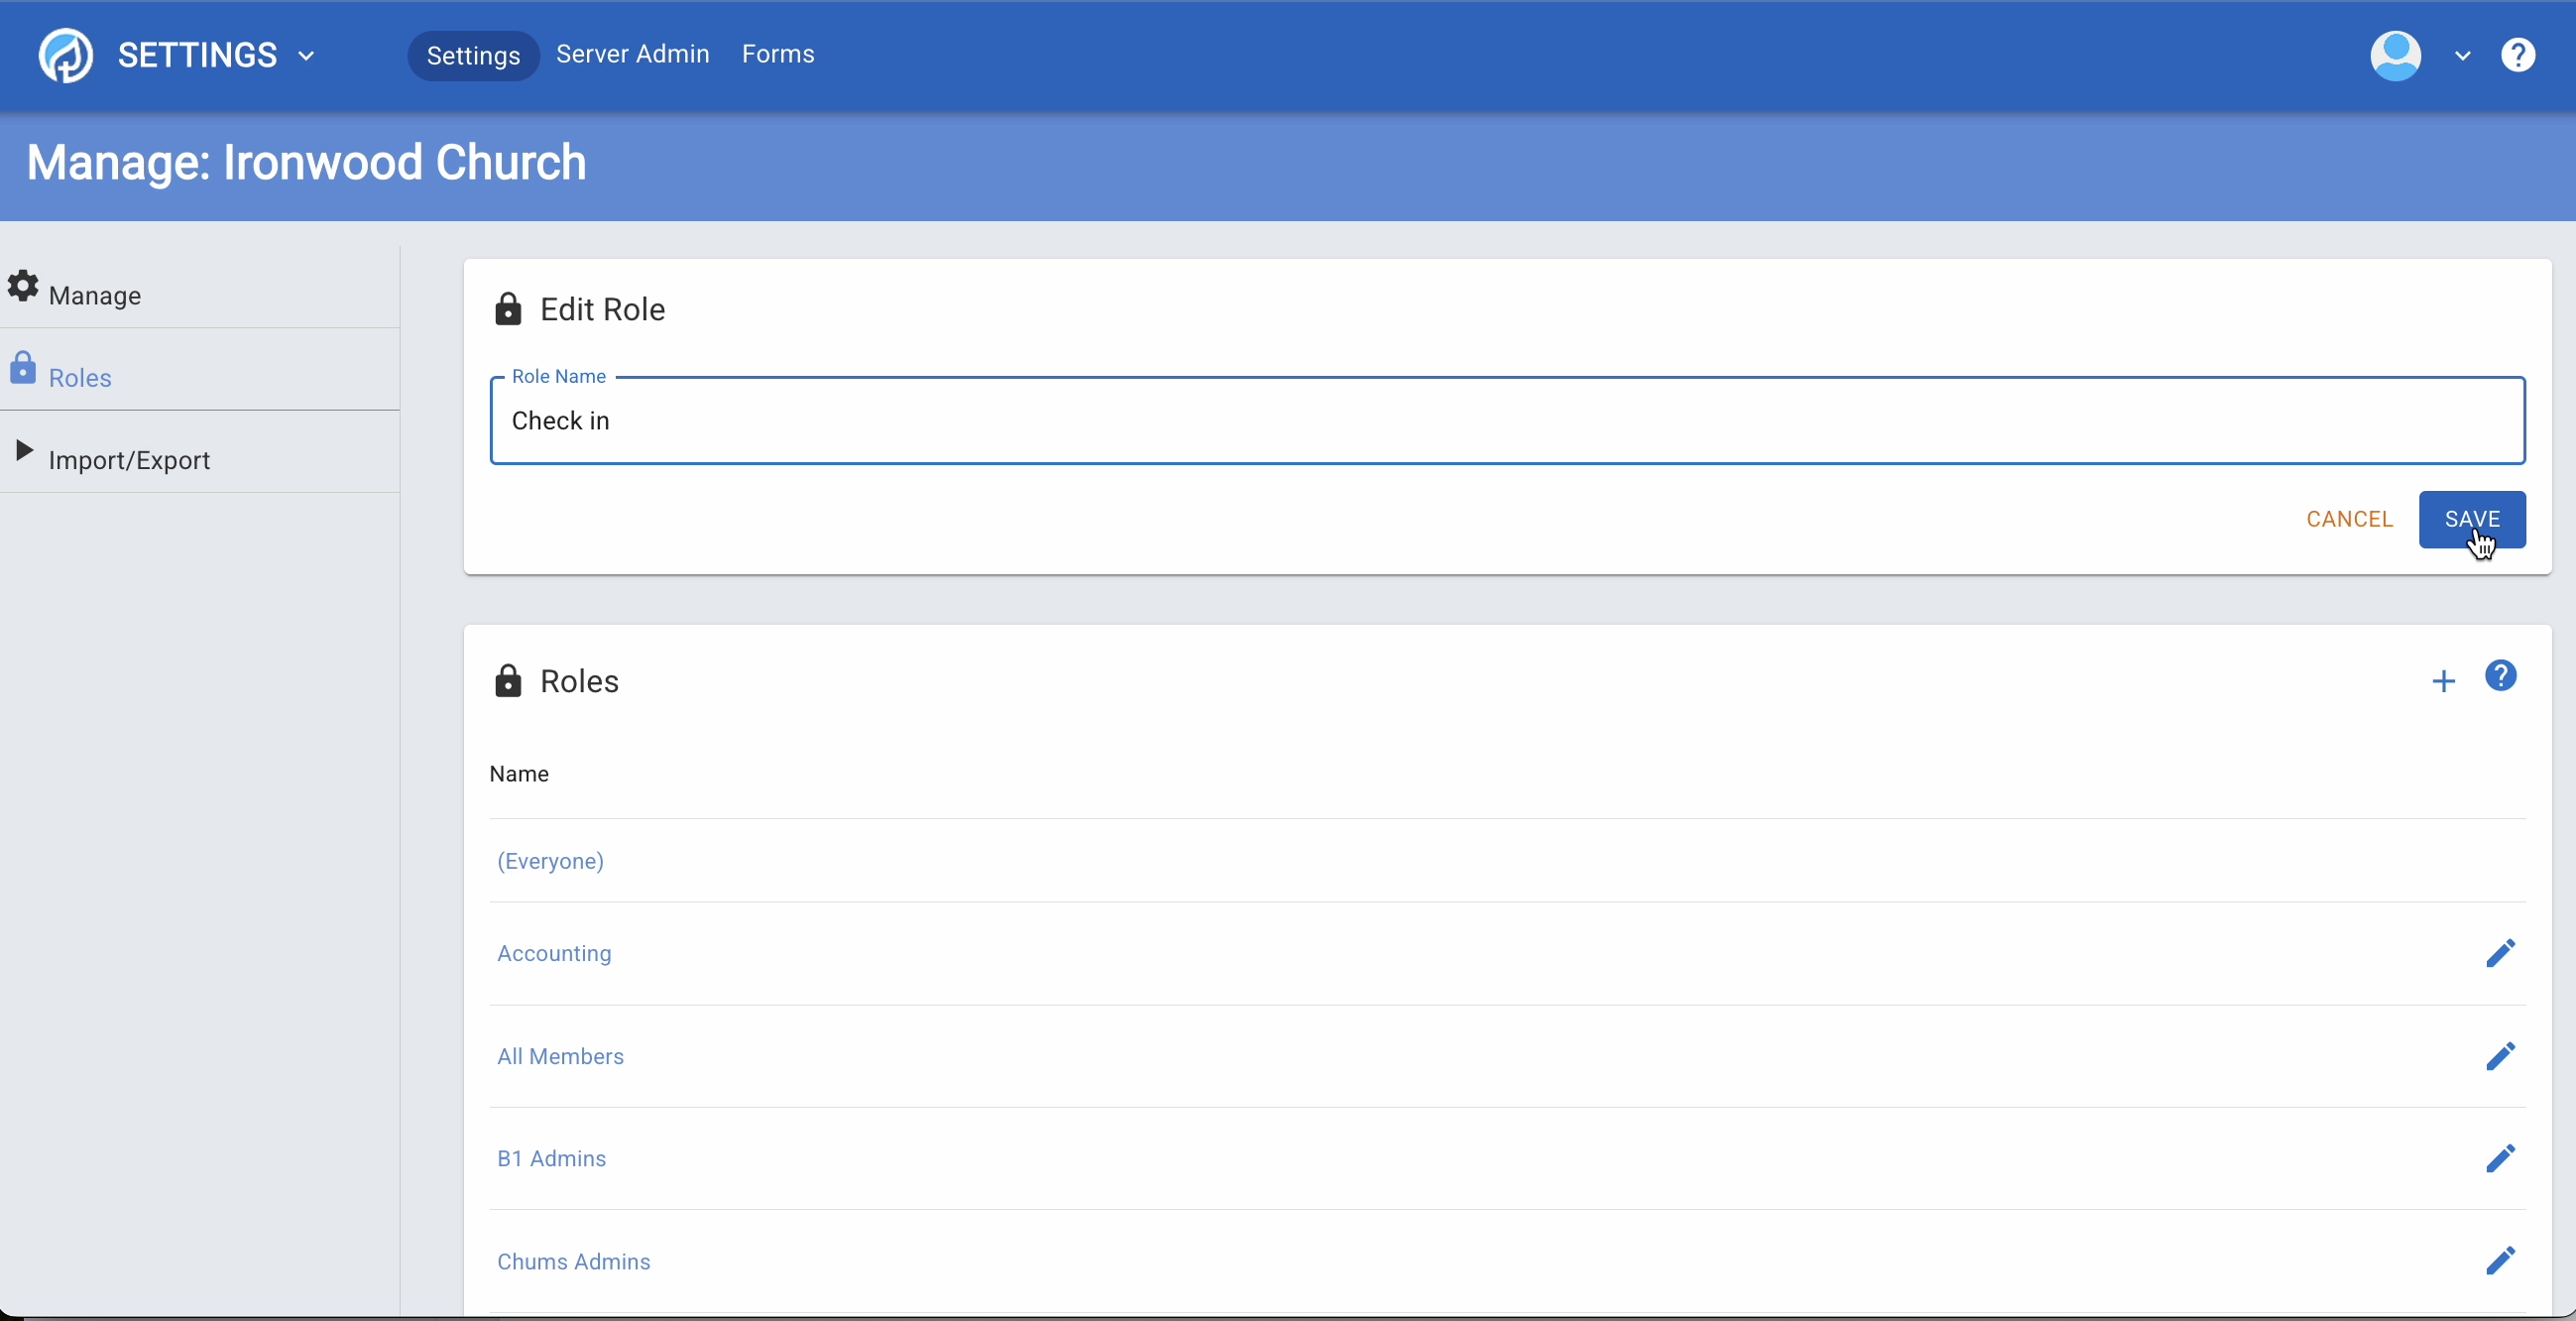 SETTINGS
Settings
Server Admin
Forms
?
Manage: Ironwood Church
Manage
Roles
Import/Export
Edit Role
Role Name
Check in
CANCEL
SAVE
Roles
?
Name
(Everyone)
Accounting
All Members
B1 Admins
Chums Admins